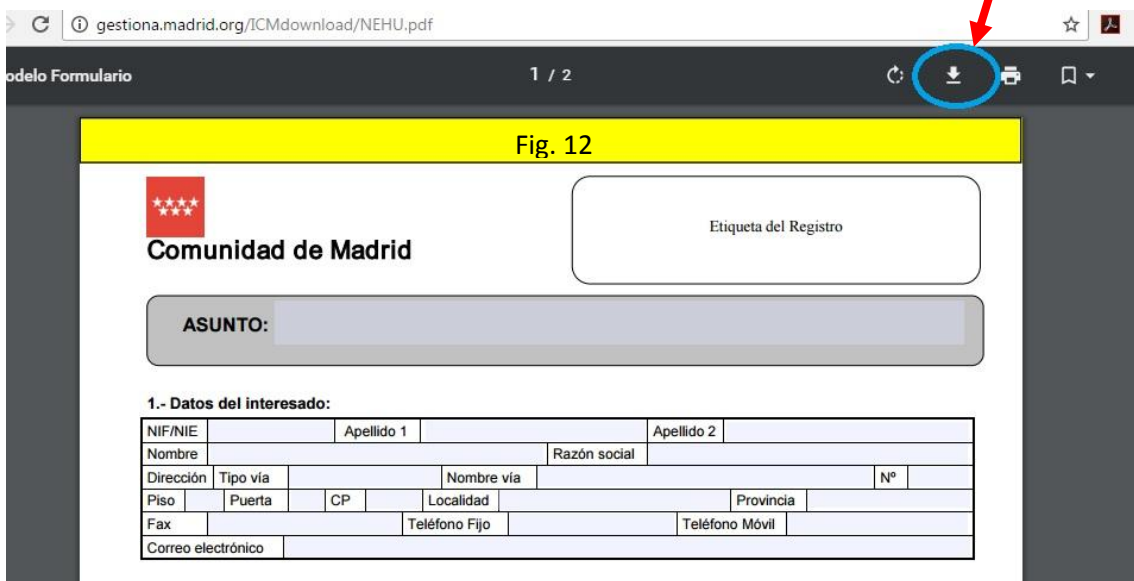 gestiona.madrid.org/ICMdownload/NEHU.pdf
odelo Formulario 1 / 2
Fig. 12
Etiqueta del Registro
Comunidad de Madrid
ASUNTO:
1.- Datos del interesado:
NIF/NIE Apellido 1 Apellido 2
Nombre Razón social
Dirección Tipo vía Nombre vía Nº
Piso Puerta CP Localidad Provincia
Fax Teléfono Fijo Teléfono Móvil
Correo electrónico